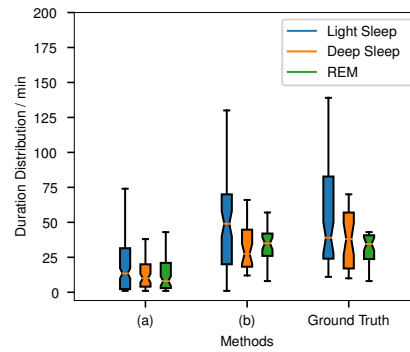 200
175
150
125
100
75
50
25
0
Duration Distribution / min
Light Sleep
Deep Sleep
REM
(a)
(b)
Ground Truth
Methods